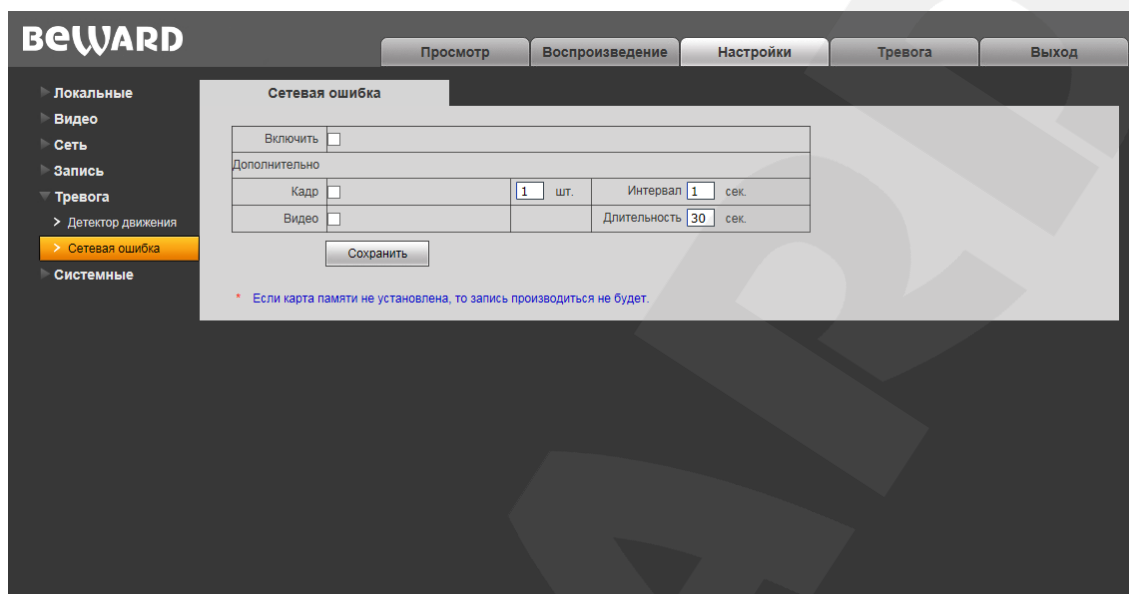 BEWARD
Просмотр Воспроизведение Настройки Тревога Выход
Локальные
Видео
Сеть
Запись
Тревога
> Детектор движения
> Сетевая ошибка
Системные
Сетевая ошибка
Включить
Дополнительно
Кадр 1 шт. Интервал 1 сек.
Видео Длительность 30 сек.
Сохранить
* Если карта памяти не установлена, то запись производиться не будет.